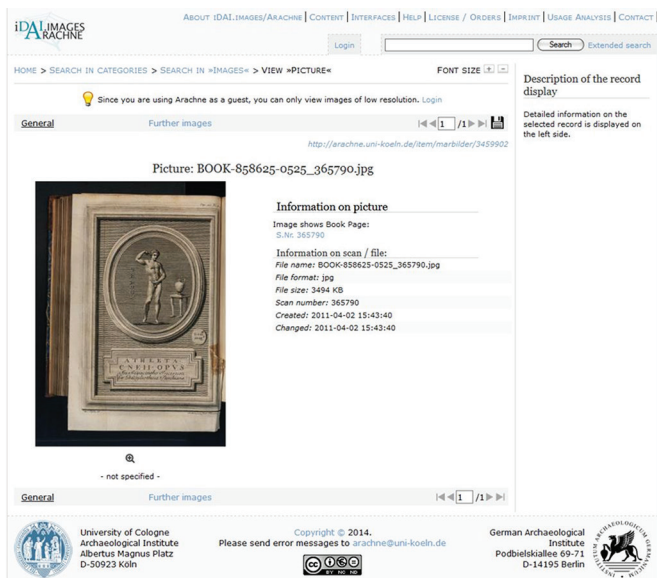 iDAI.IMAGES
ARACHNE
ABOUT iDAI.IMAGES/ARACHNE | CONTENT | INTERFACES | HELP | LICENSE / ORDERS | IMPRINT | USAGE ANALYSIS | CONTACT |
Login
Search Extended search
HOME > SEARCH IN CATEGORIES > SEARCH IN »IMAGES« > VIEW »PICTURE«
FONT SIZE + -
Since you are using Arachne as a guest, you can only view images of low resolution. Login
General Further images 1 /1
http://arachne.uni-koeln.de/item/marbilder/3459902
Picture: BOOK-858625-0525_365790.jpg
Information on picture
Image shows Book Page:
S.Nr. 365790
Information on scan / file:
File name: BOOK-858625-0525_365790.jpg
File format: jpg
File size: 3494 KB
Scan number: 365790
Created: 2011-04-02 15:43:40
Changed: 2011-04-02 15:43:40
CNEII·OPVS
- not specified -
General Further images 1 /1
Description of the record
display
Detailed information on the
selected record is displayed on
the left side.
University of Cologne
Archaeological Institute
Albertus Magnus Platz
D-50923 Köln
Copyright © 2014.
Please send error messages to arachne@uni-koeln.de
cc BY NC ND
German Archaeological
Institute
Podbielskiallee 69-71
D-14195 Berlin